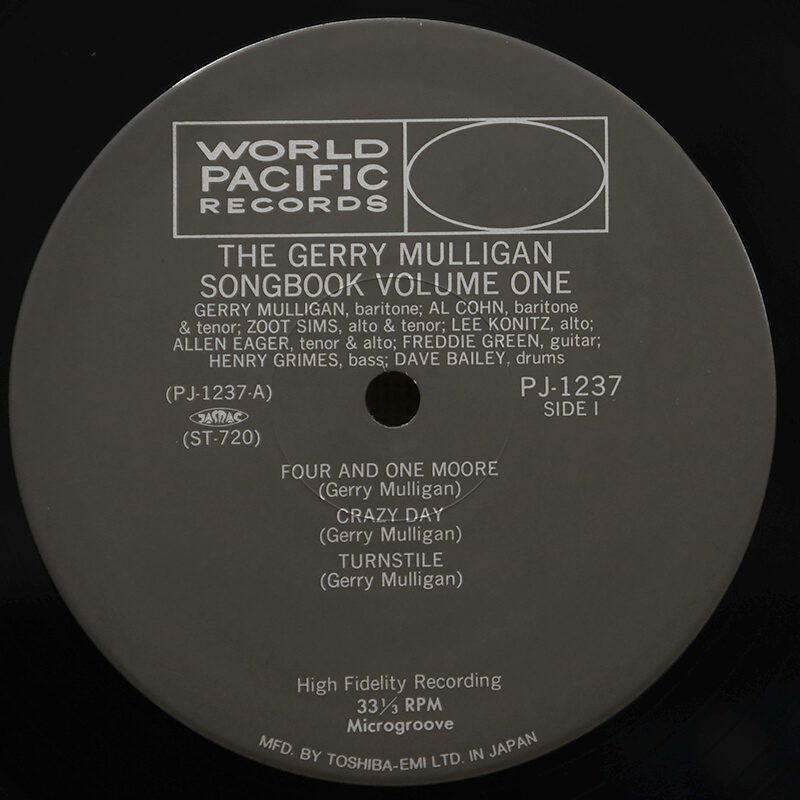 WORLD
PACIFIC
RECORDS
THE GERRY MULLIGAN
SONGBOOK VOLUME ONE
GERRY MULLIGAN, baritone; AL COHN, baritone
& tenor; ZOOT SIMS, alto & tenor; LEE KONITZ, alto;
ALLEN EAGER, tenor & alto; FREDDIE GREEN, guitar;
HENRY GRIMES, bass; DAVE BAILEY, drums
(PJ-1237-A)
JASRAC
(ST-720)
PJ-1237
SIDE I
FOUR AND ONE MOORE
(Gerry Mulligan)
CRAZY DAY
(Gerry Mulligan)
TURNSTILE
(Gerry Mulligan)
High Fidelity Recording
33⅓ RPM
Microgroove
MFD. BY TOSHIBA-EMI LTD. IN JAPAN